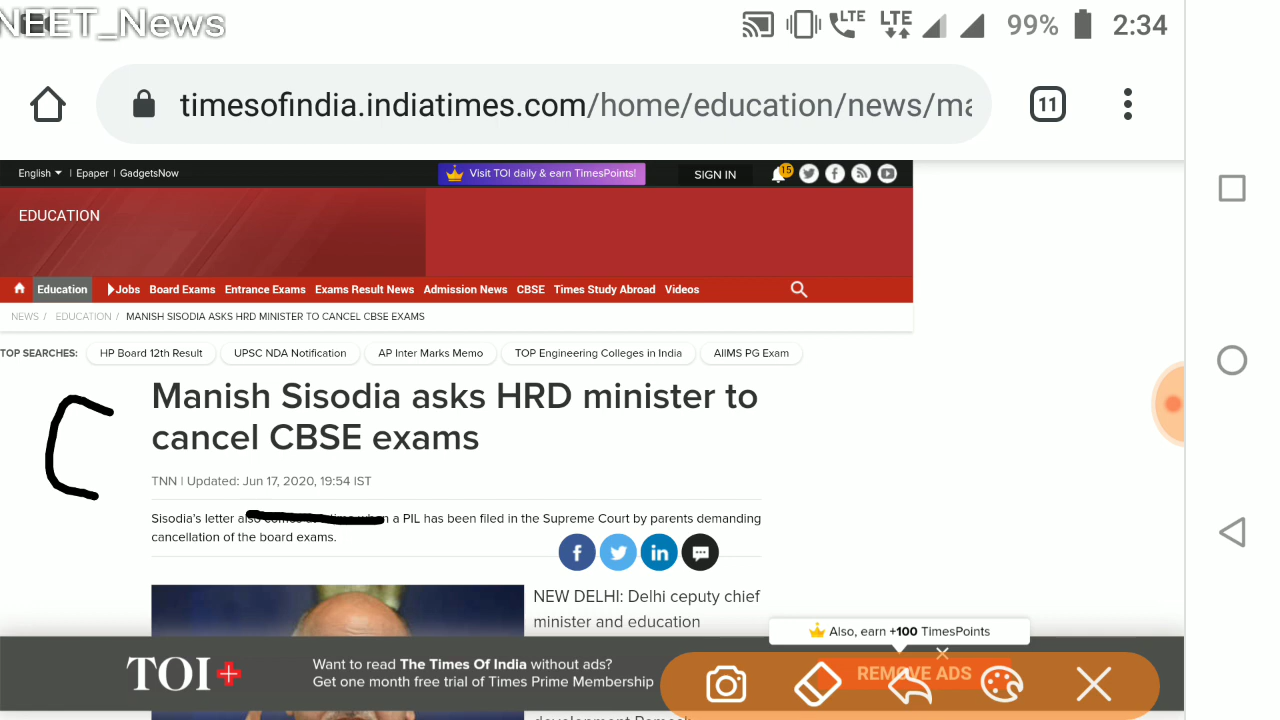 NEET_News
LTE LTE 99% 2:34
timesofindia.indiatimes.com/home/education/news/ma
11
English | Epaper | GadgetsNow Visit TOI daily & earn TimesPoints! SIGN IN 15
EDUCATION
Education Jobs Board Exams Entrance Exams Exams Result News Admission News CBSE Times Study Abroad Videos
NEWS / EDUCATION / MANISH SISODIA ASKS HRD MINISTER TO CANCEL CBSE EXAMS
TOP SEARCHES: HP Board 12th Result UPSC NDA Notification AP Inter Marks Memo TOP Engineering Colleges in India AIIMS PG Exam
Manish Sisodia asks HRD minister to
cancel CBSE exams
TNN | Updated: Jun 17, 2020, 19:54 IST
Sisodia's letter also comes at a time when a PIL has been filed in the Supreme Court by parents demanding
cancellation of the board exams.
NEW DELHI: Delhi ceputy chief
minister and education
Also, earn +100 TimesPoints
TOI+
Want to read The Times Of India without ads?
Get one month free trial of Times Prime Membership
REMOVE ADS